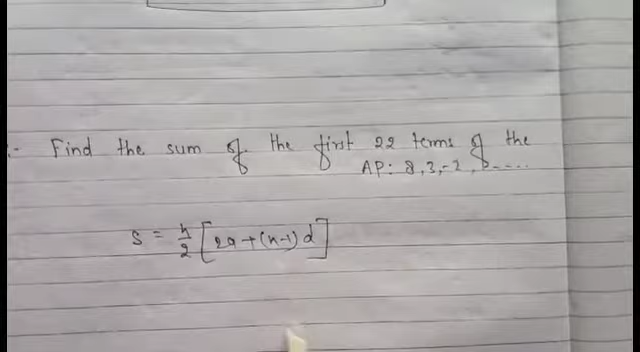 :- Find the sum of the first 22 terms of the
AP: 8, 3, -2, .....
S = n/2 [2a+(n-1)d]